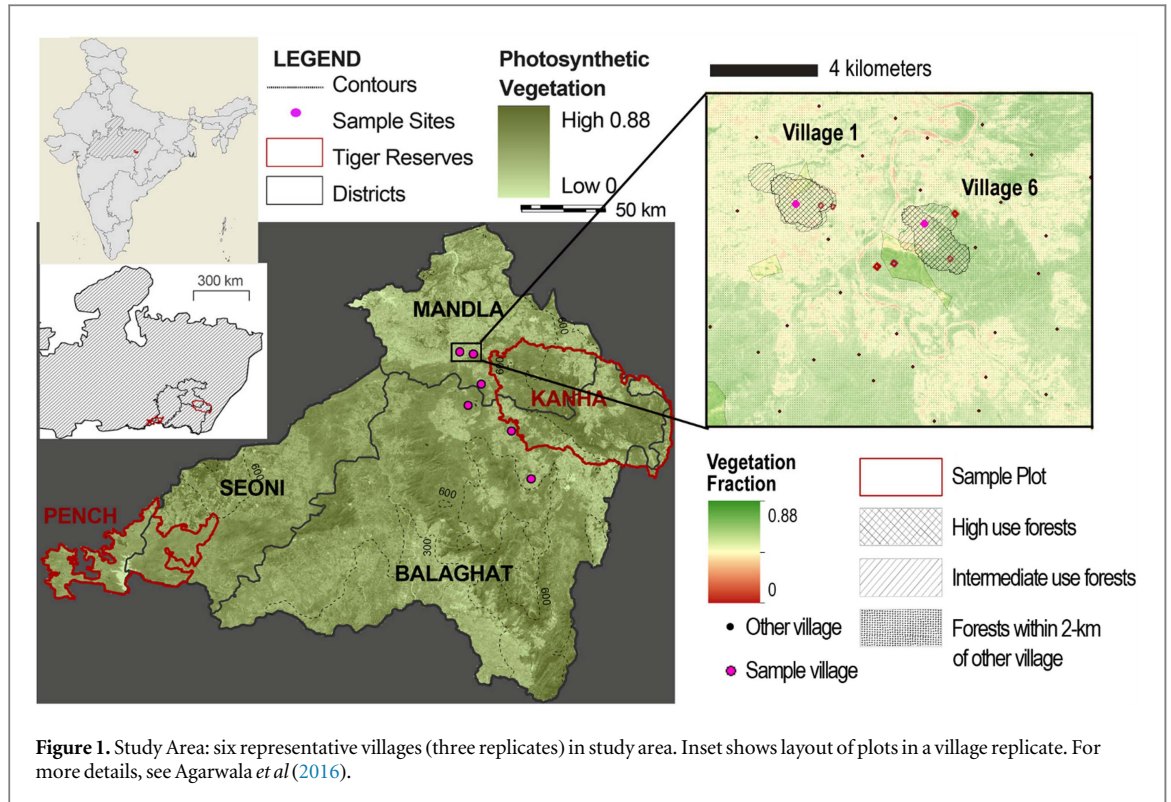 LEGEND
Contours
Sample Sites
Tiger Reserves
Districts
Photosynthetic
Vegetation
High 0.88
Low 0
50 km
300 km
4 kilometers
Village 1
Village 6
MANDLA
KANHA
SEONI
PENCH
BALAGHAT
600
600
600
600
300
600
Vegetation
Fraction
0.88
0
Other village
Sample village
Sample Plot
High use forests
Intermediate use forests
Forests within 2-km
of other village
Figure 1. Study Area: six representative villages (three replicates) in study area. Inset shows layout of plots in a village replicate. For
more details, see Agarwala et al (2016).